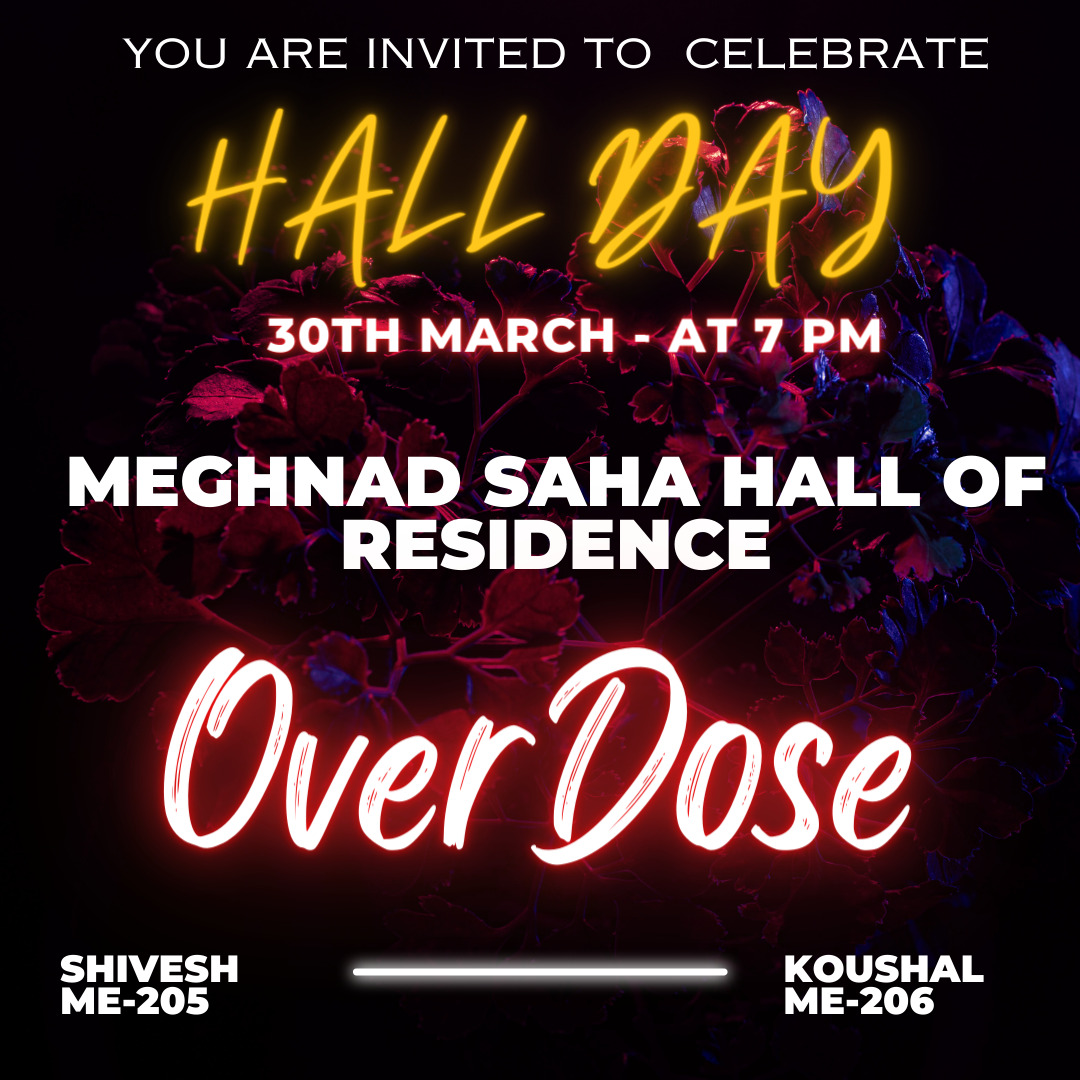 YOU ARE INVITED TO CELEBRATE
HALL DAY
30TH MARCH - AT 7 PM
MEGHNAD SAHA HALL OF
RESIDENCE
Over Dose
SHIVESH
ME-205
KOUSHAL
ME-206